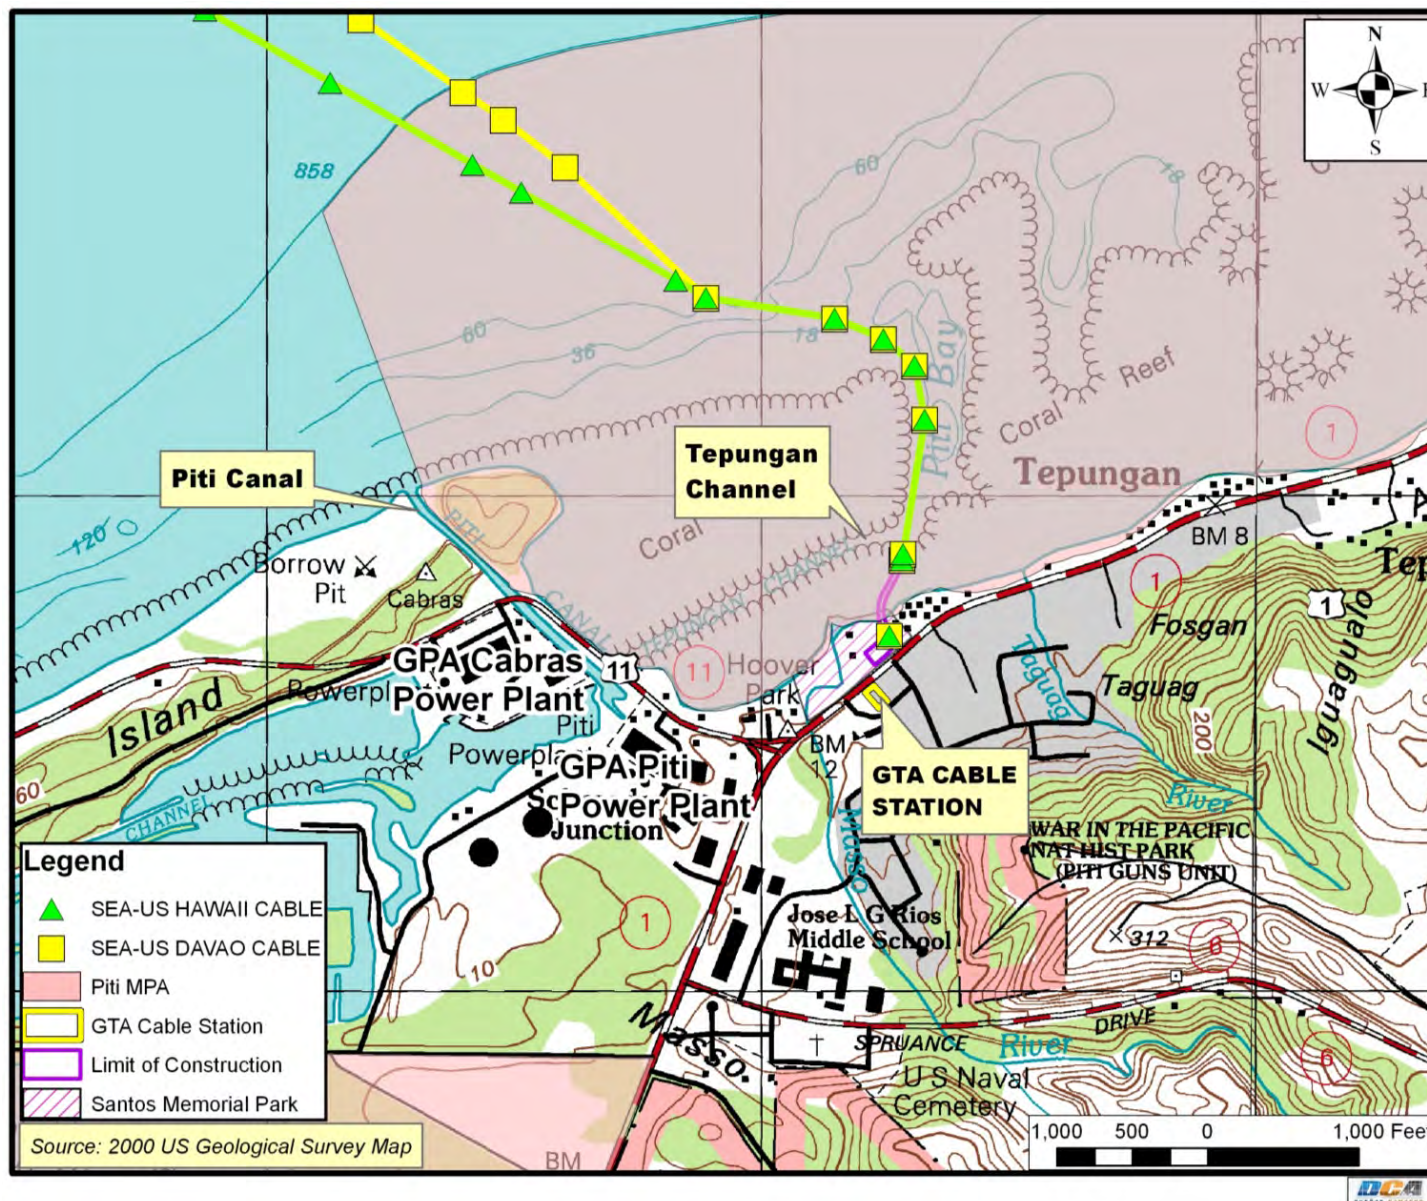 N
W
S
858
60
18
60
36
18
Piti Bay
Coral Reef
1
Tepungan
Channel
Tepungan
Piti Canal
PITI CANAL
Coral
120
BM 8
Borrow
Pit
Cabras
TEPUNGAN CHANNEL
1
1
Fosgan
Taguag
Iguagualo
Taguag River
200
11
11
Hoover
Park
GPA Cabras
Power Plant
Powerplant
Island
Piti
BM
12
GTA CABLE
STATION
GPA Piti
Power Plant
Junction
60
CHANNEL
WAR IN THE PACIFIC
NAT HIST PARK
(PITI GUNS UNIT)
Masso
1
Jose L G Rios
Middle School
312
6
10
Masso
SPRUANCE DRIVE
River
6
U S Naval
Cemetery
BM
Legend
SEA-US HAWAII CABLE
SEA-US DAVAO CABLE
Piti MPA
GTA Cable Station
Limit of Construction
Santos Memorial Park
Source: 2000 US Geological Survey Map
1,000 500 0 1,000 Feet